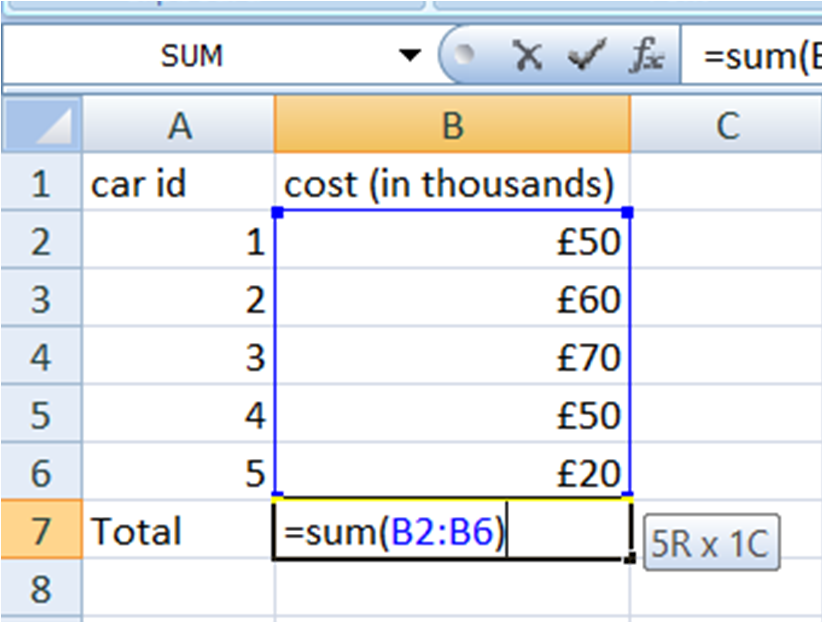 SUM fx =sum(
A B C
1 car id cost (in thousands)
2 1 £50
3 2 £60
4 3 £70
5 4 £50
6 5 £20
7 Total =sum(B2:B6) 5R x 1C
8